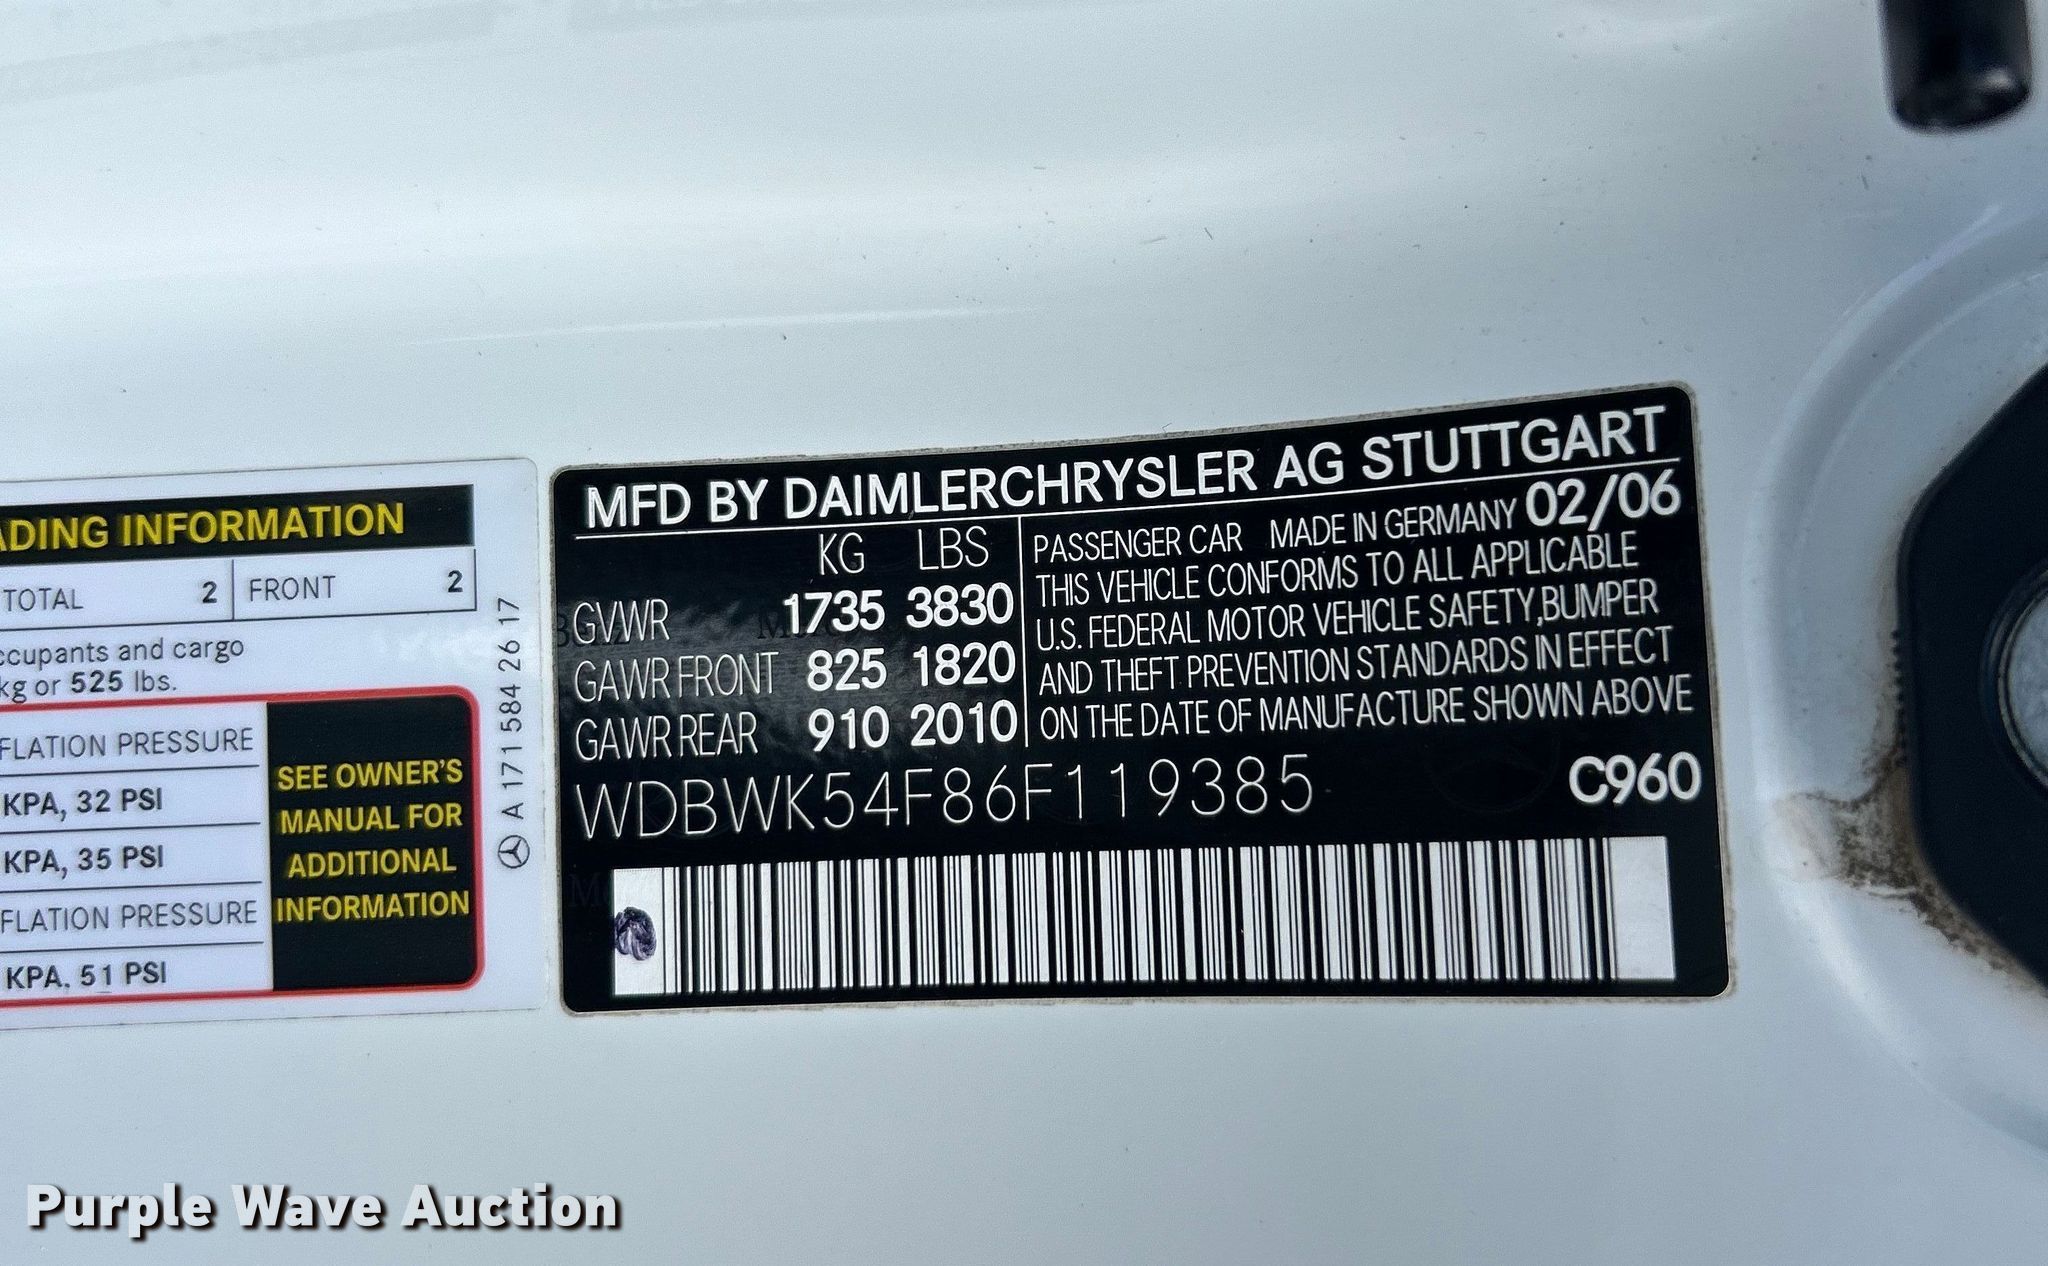 ADING INFORMATION
TOTAL 2 FRONT 2
ccupants and cargo
kg or 525 lbs.
FLATION PRESSURE
KPA, 32 PSI
KPA, 35 PSI
FLATION PRESSURE
KPA. 51 PSI
SEE OWNER'S
MANUAL FOR
ADDITIONAL
INFORMATION
A 171 584 26 17
MFD BY DAIMLERCHRYSLER AG STUTTGART
KG LBS
GVWR 1735 3830
GAWR FRONT 825 1820
GAWR REAR 910 2010
PASSENGER CAR MADE IN GERMANY 02/06
THIS VEHICLE CONFORMS TO ALL APPLICABLE
U.S. FEDERAL MOTOR VEHICLE SAFETY, BUMPER
AND THEFT PREVENTION STANDARDS IN EFFECT
ON THE DATE OF MANUFACTURE SHOWN ABOVE
WDBWK54F86F119385 C960
Purple Wave Auction